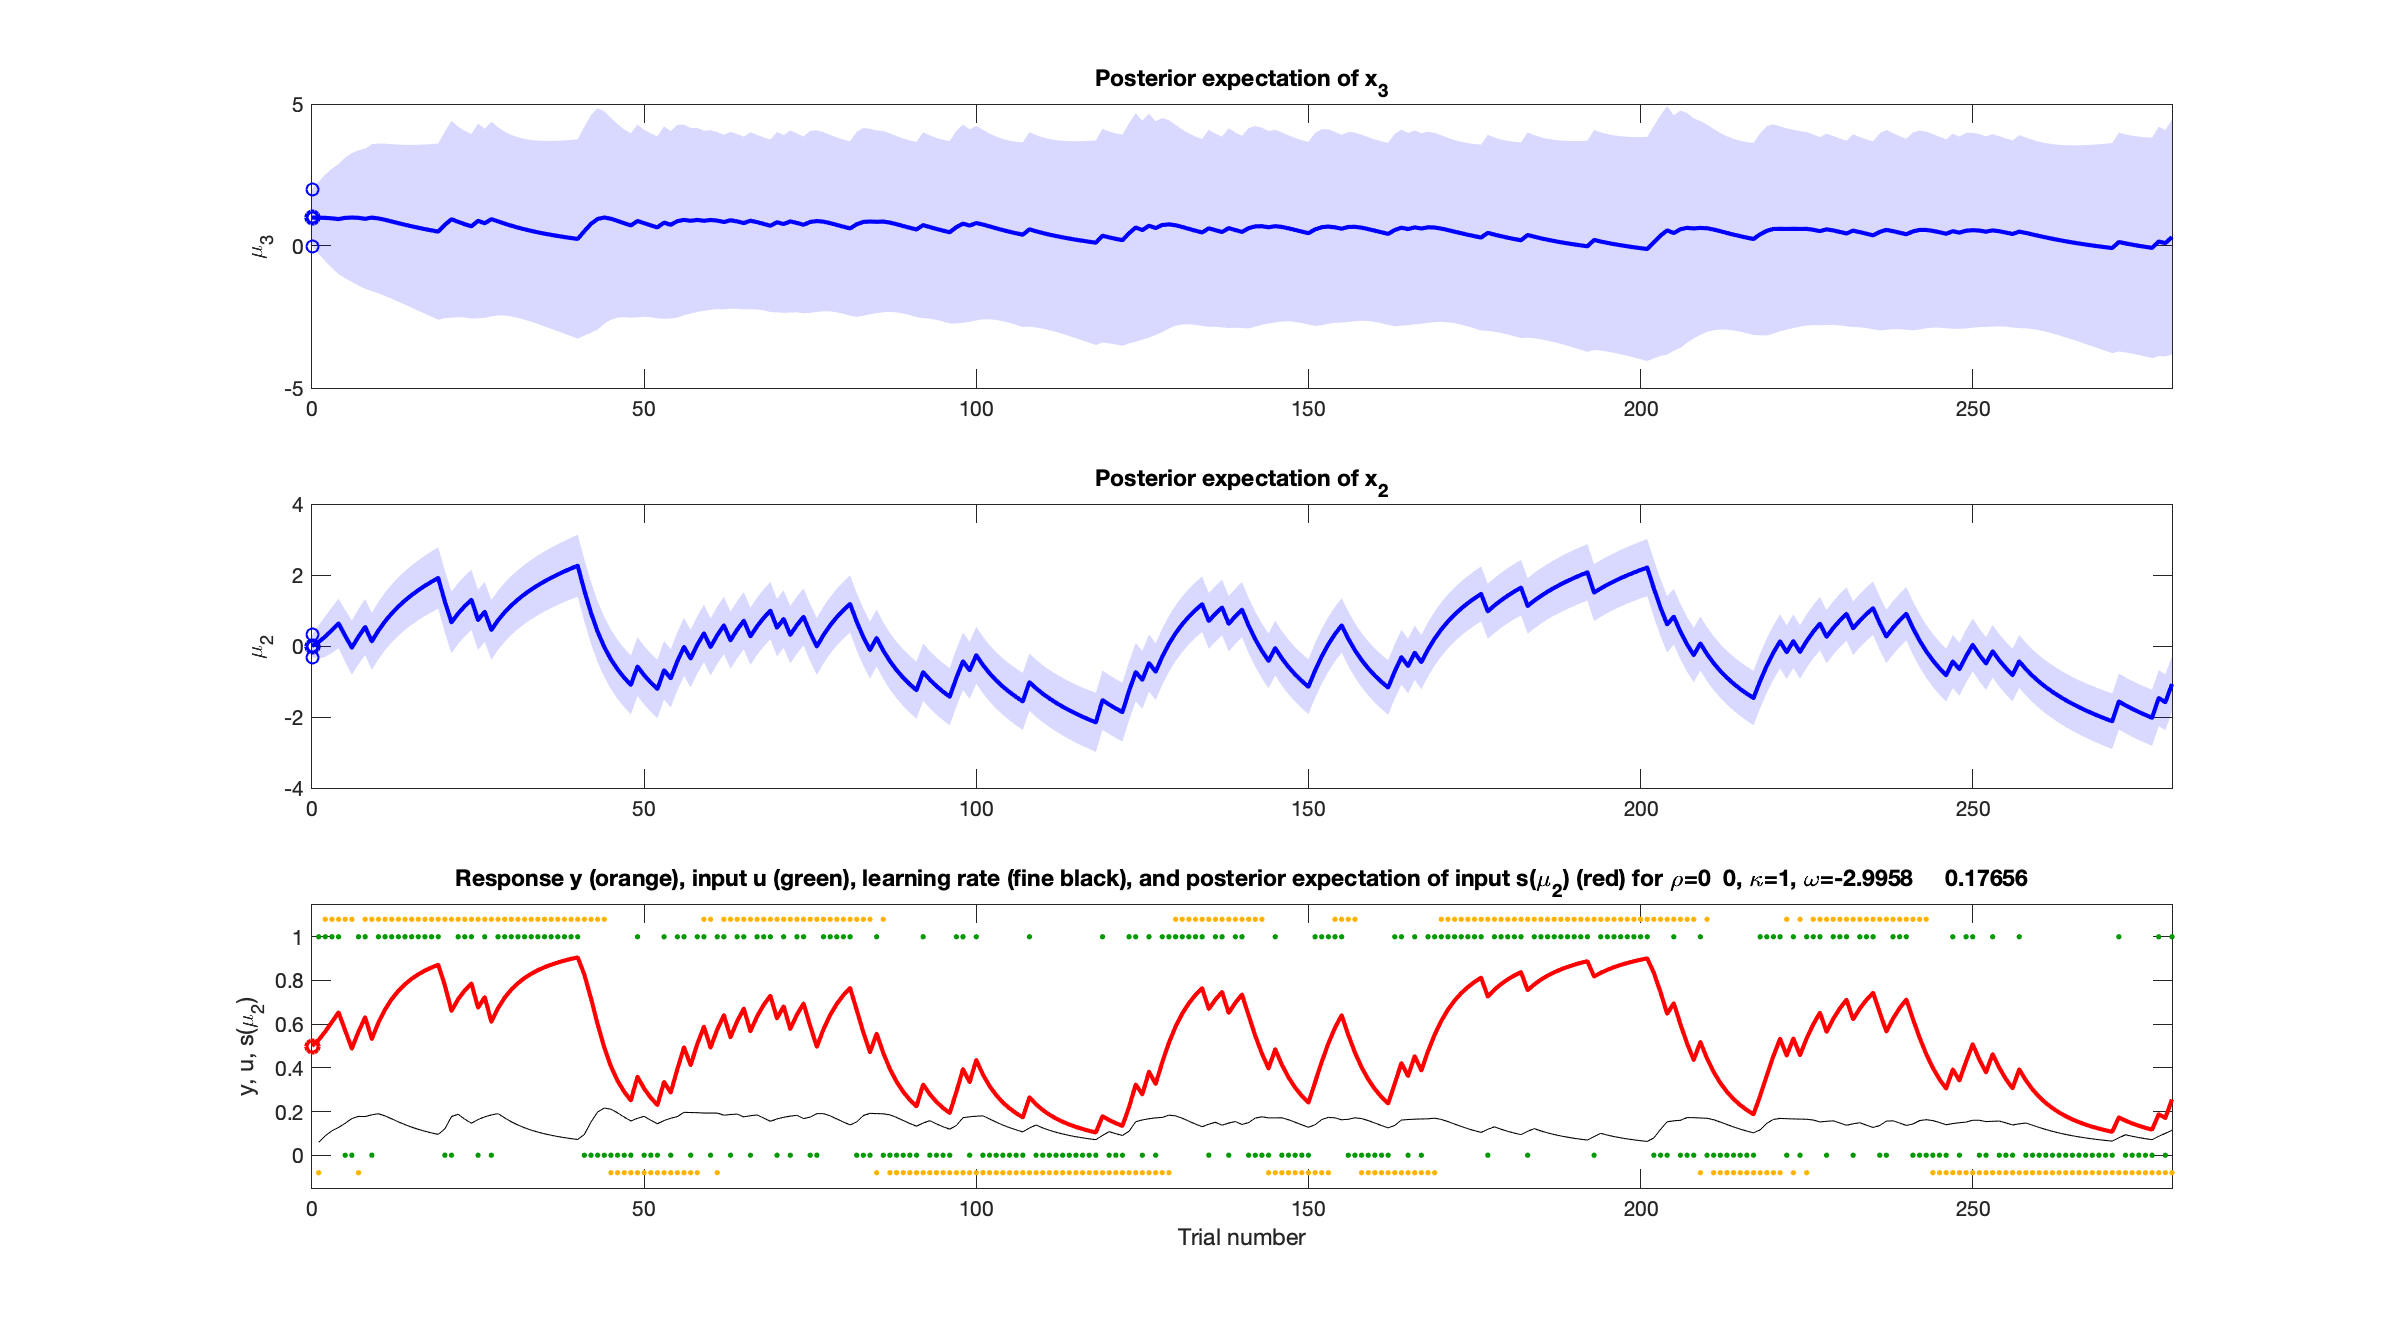 Posterior expectation of x3
5
0
-5
μ3
0 50 100 150 200 250
Posterior expectation of x2
4
2
0
-2
-4
μ2
0 50 100 150 200 250
Response y (orange), input u (green), learning rate (fine black), and posterior expectation of input s(μ2) (red) for ρ=0 0, κ=1, ω=-2.9958 0.17656
1
0.8
0.6
0.4
0.2
0
y, u, s(μ2)
0 50 100 150 200 250
Trial number